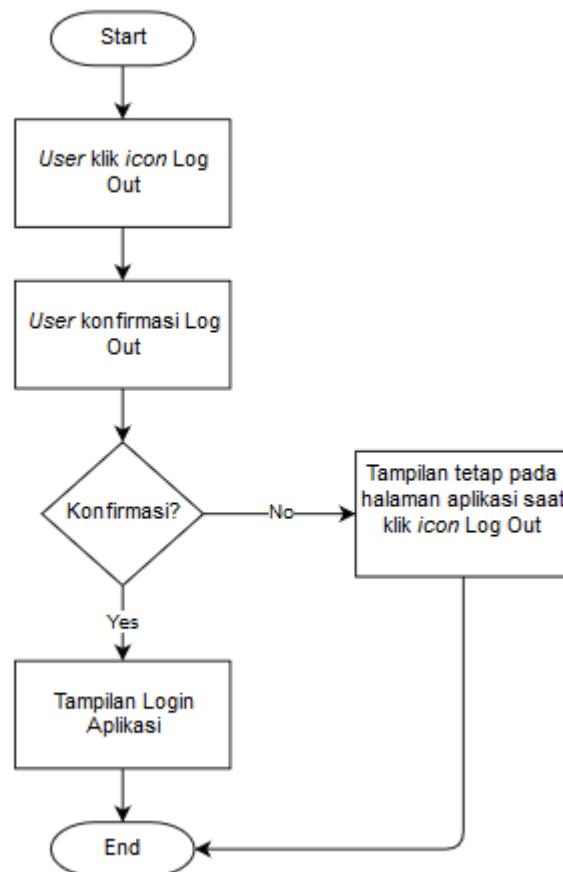 Start
User klik icon Log
Out
User konfirmasi Log
Out
Konfirmasi?
No
Tampilan tetap pada
halaman aplikasi saat
klik icon Log Out
Yes
Tampilan Login
Aplikasi
End